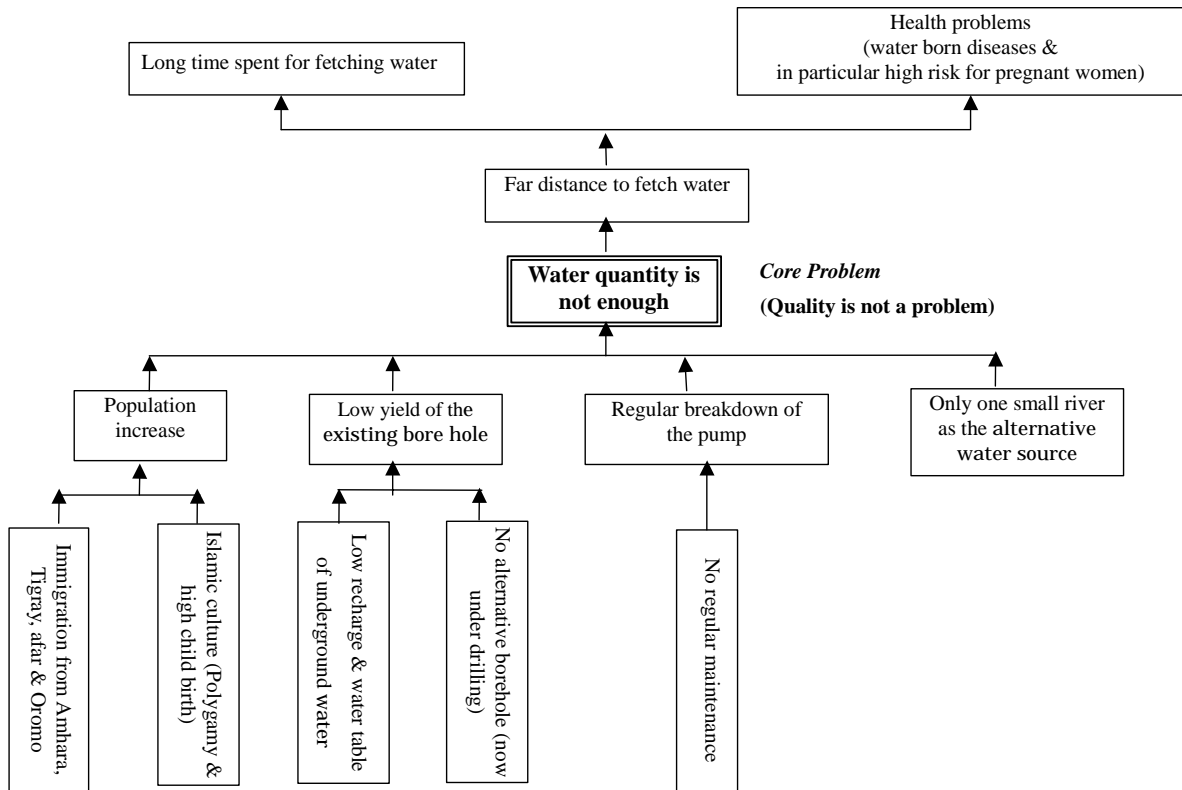 Health problems
(water born diseases &
in particular high risk for pregnant women)
Long time spent for fetching water
Far distance to fetch water
Water quantity is
not enough
Core Problem
(Quality is not a problem)
Population
increase
Low yield of the
existing bore hole
Regular breakdown of
the pump
Only one small river
as the alternative
water source
Immigration from Amhara,
Tigray, afar & Oromo
Islamic culture (Polygamy &
high child birth)
Low recharge & water table
of underground water
No alternative borehole (now
under drilling)
No regular maintenance